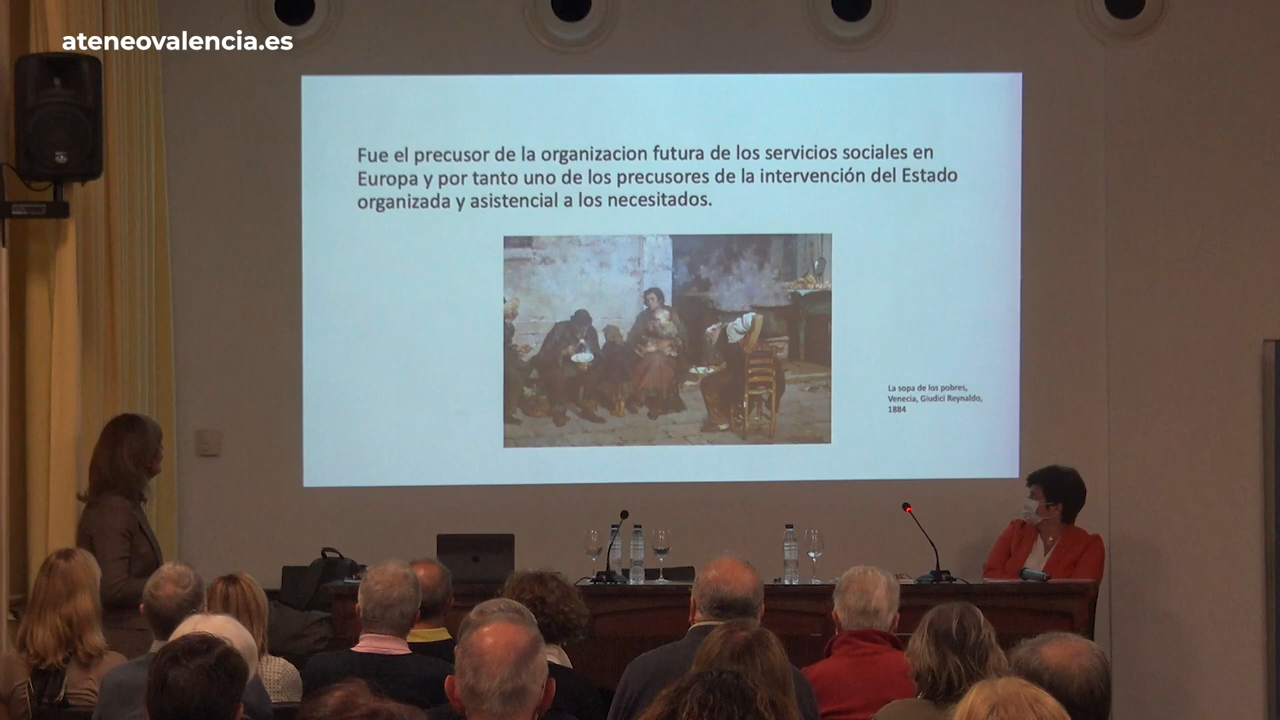 ateneovalencia.es
Fue el precusor de la organizacion futura de los servicios sociales en
Europa y por tanto uno de los precusores de la intervención del Estado
organizada y asistencial a los necesitados.
La sopa de los pobres,
Venecia, Giudici Reynaldo,
1884